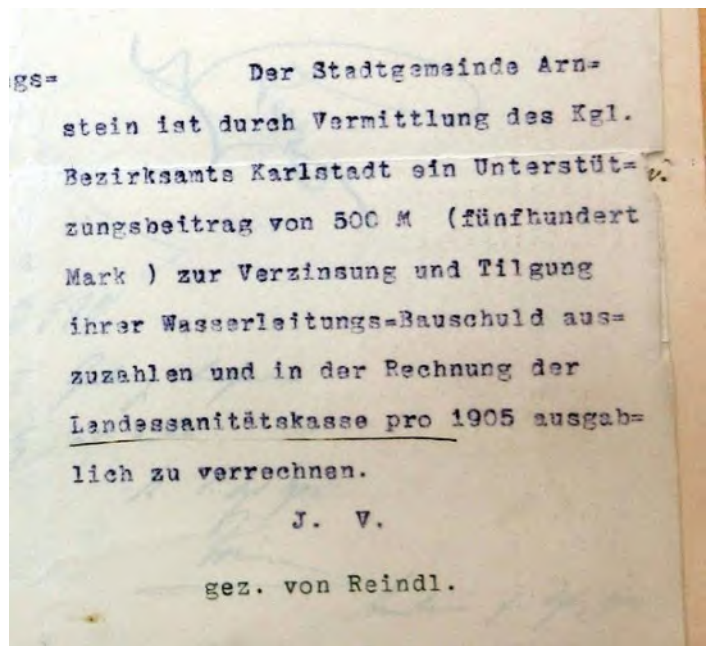 ngs=
Der Stadtgemeinde Arn=
stein ist durch Vermittlung des Kgl.
Bezirksamts Karlstadt ein Unterstüt=
zungsbeitrag von 500 M (fünfhundert
Mark ) zur Verzinsung und Tilgung
ihrer Wasserleitungs=Bauschuld aus=
zuzahlen und in der Rechnung der
Landessanitätskasse pro 1905 ausgab=
lich zu verrechnen.
J. V.
gez. von Reindl.